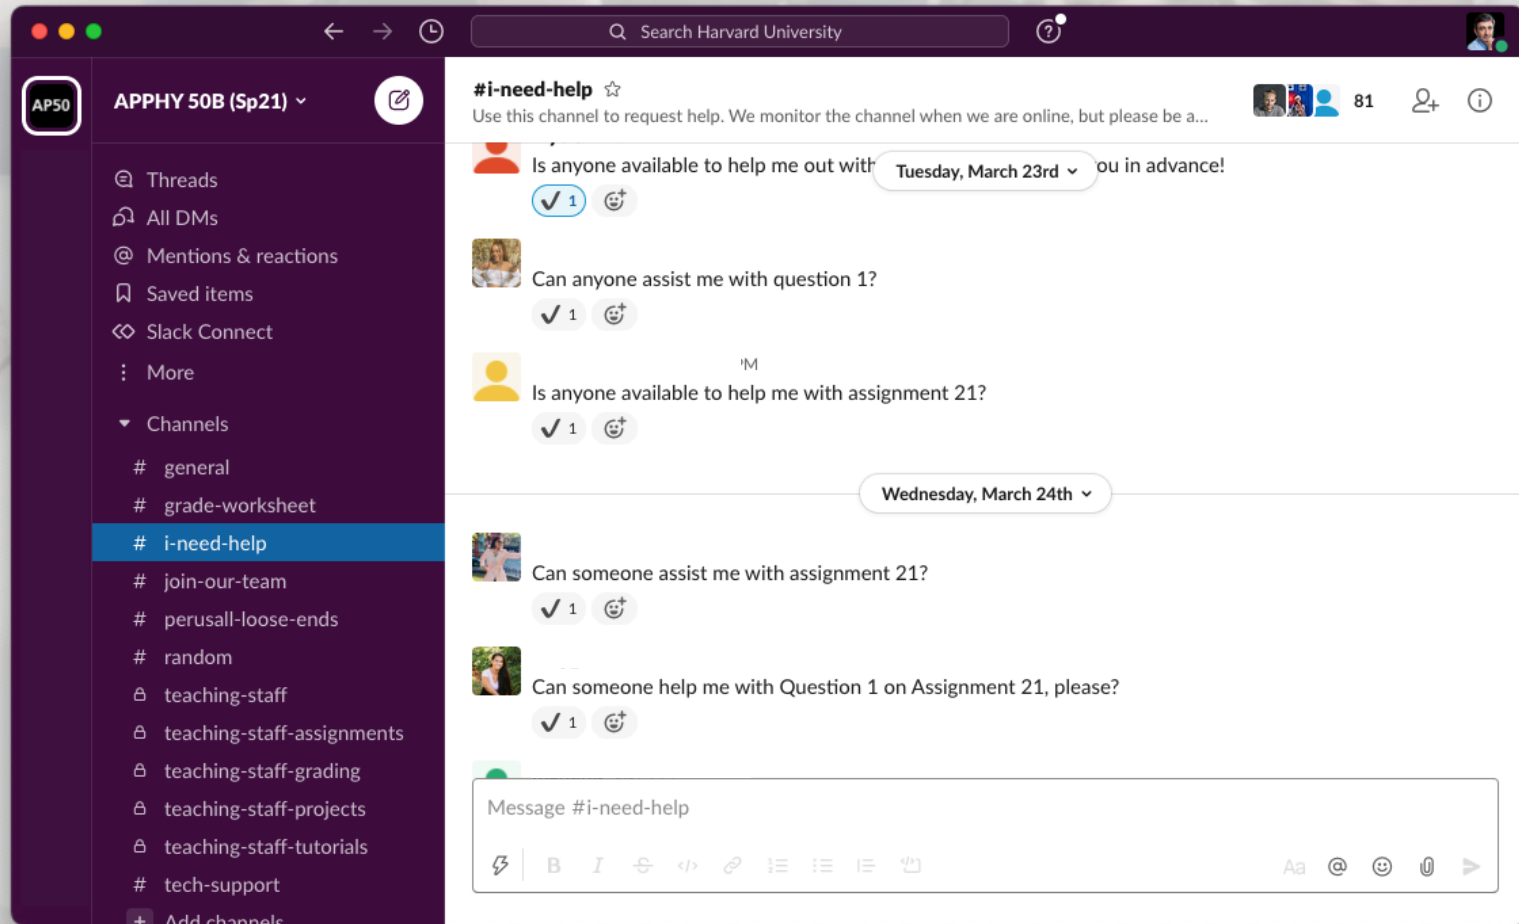 Search Harvard University
AP50
APPHY 50B (Sp21)
Threads
All DMs
Mentions & reactions
Saved items
Slack Connect
More
Channels
# general
# grade-worksheet
# i-need-help
# join-our-team
# perusall-loose-ends
# random
teaching-staff
teaching-staff-assignments
teaching-staff-grading
teaching-staff-projects
teaching-staff-tutorials
# tech-support
+ Add channels
#i-need-help
81
Use this channel to request help. We monitor the channel when we are online, but please be a...
Is anyone available to help me out with
Tuesday, March 23rd
ou in advance!
1
Can anyone assist me with question 1?
1
PM
Is anyone available to help me with assignment 21?
1
Wednesday, March 24th
Can someone assist me with assignment 21?
1
Can someone help me with Question 1 on Assignment 21, please?
1
Message #i-need-help
B I S </> Aa @